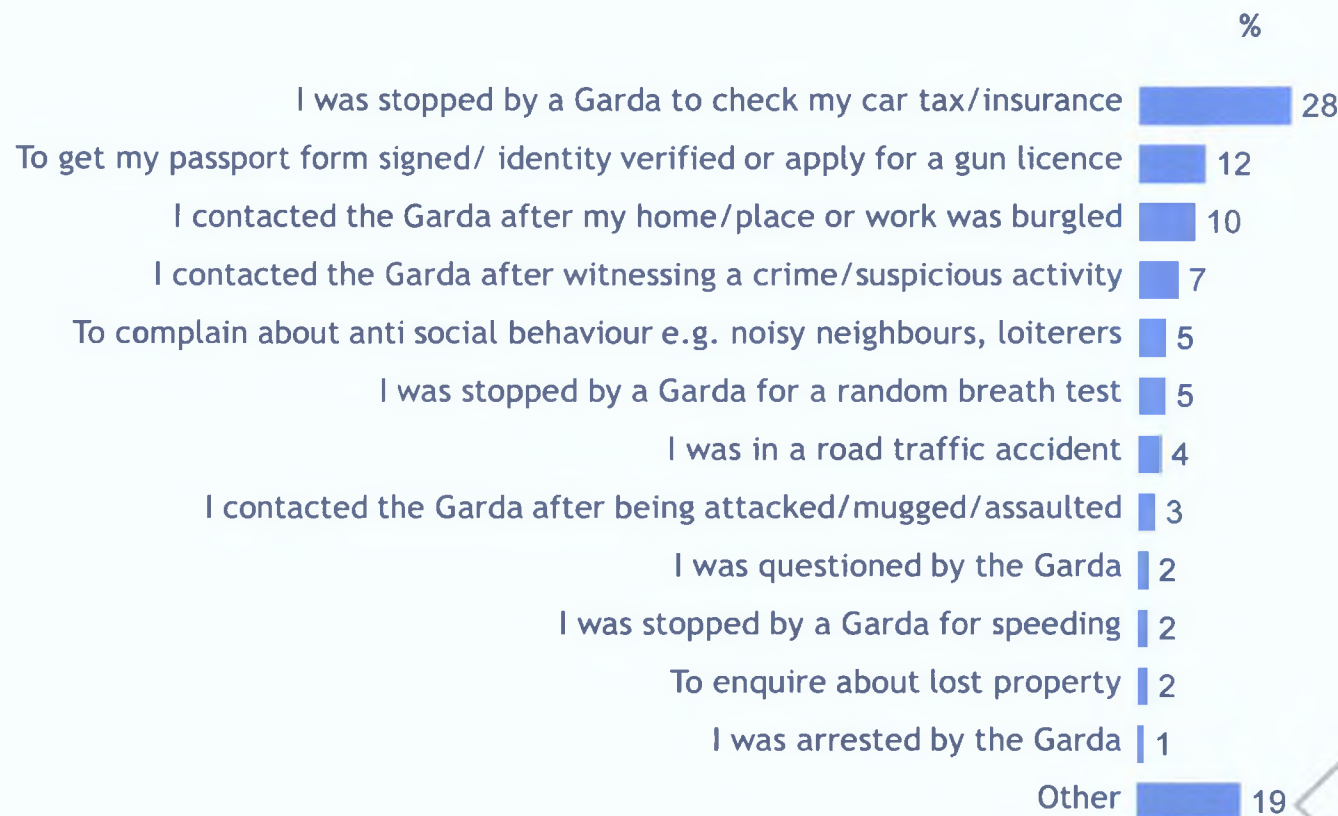 %
I was stopped by a Garda to check my car tax/insurance 28
To get my passport form signed/ identity verified or apply for a gun licence 12
I contacted the Garda after my home/place or work was burgled 10
I contacted the Garda after witnessing a crime/suspicious activity 7
To complain about anti social behaviour e.g. noisy neighbours, loiterers 5
I was stopped by a Garda for a random breath test 5
I was in a road traffic accident 4
I contacted the Garda after being attacked/mugged/assaulted 3
I was questioned by the Garda 2
I was stopped by a Garda for speeding 2
To enquire about lost property 2
I was arrested by the Garda 1
Other 19